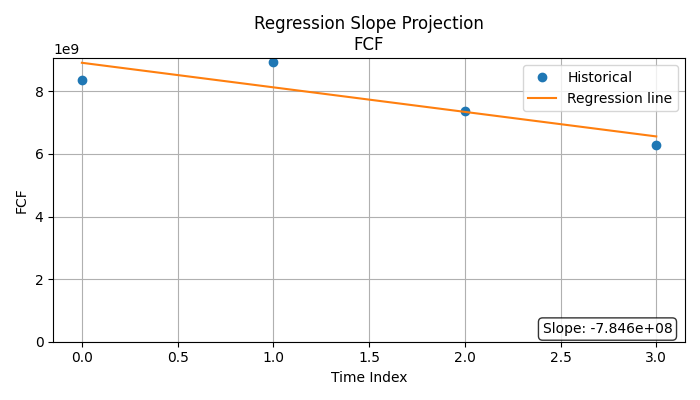 Regression Slope Projection
FCF
1e9
Historical
Regression line
8
6
4
2
0
FCF
Slope: -7.846e+08
0.0 0.5 1.0 1.5 2.0 2.5 3.0
Time Index